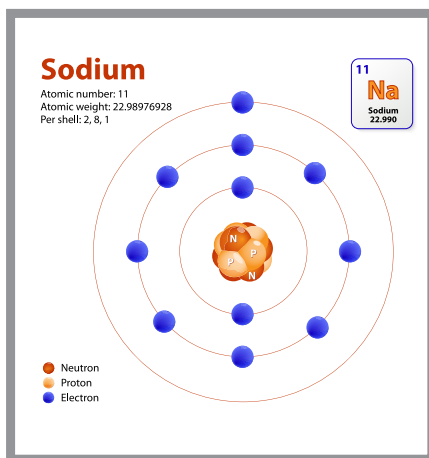 Sodium
Atomic number: 11
Atomic weight: 22.98976928
Per shell: 2, 8, 1
11
Na
Sodium
22.990
N
P
P
N
Neutron
Proton
Electron